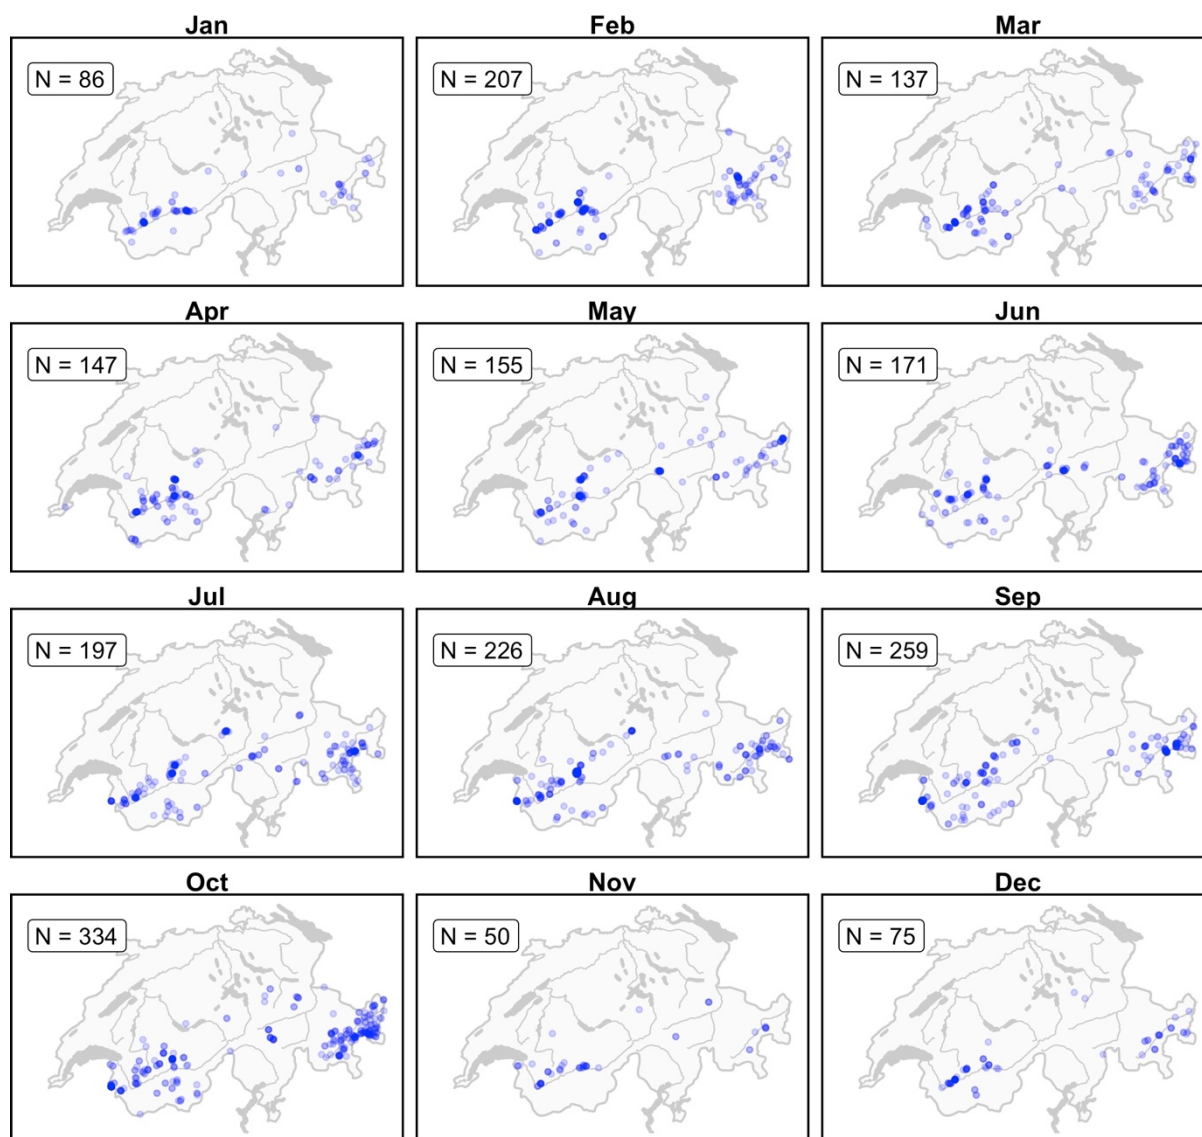 Jan Feb Mar
N = 86 N = 207 N = 137
Apr May Jun
N = 147 N = 155 N = 171
Jul Aug Sep
N = 197 N = 226 N = 259
Oct Nov Dec
N = 334 N = 50 N = 75